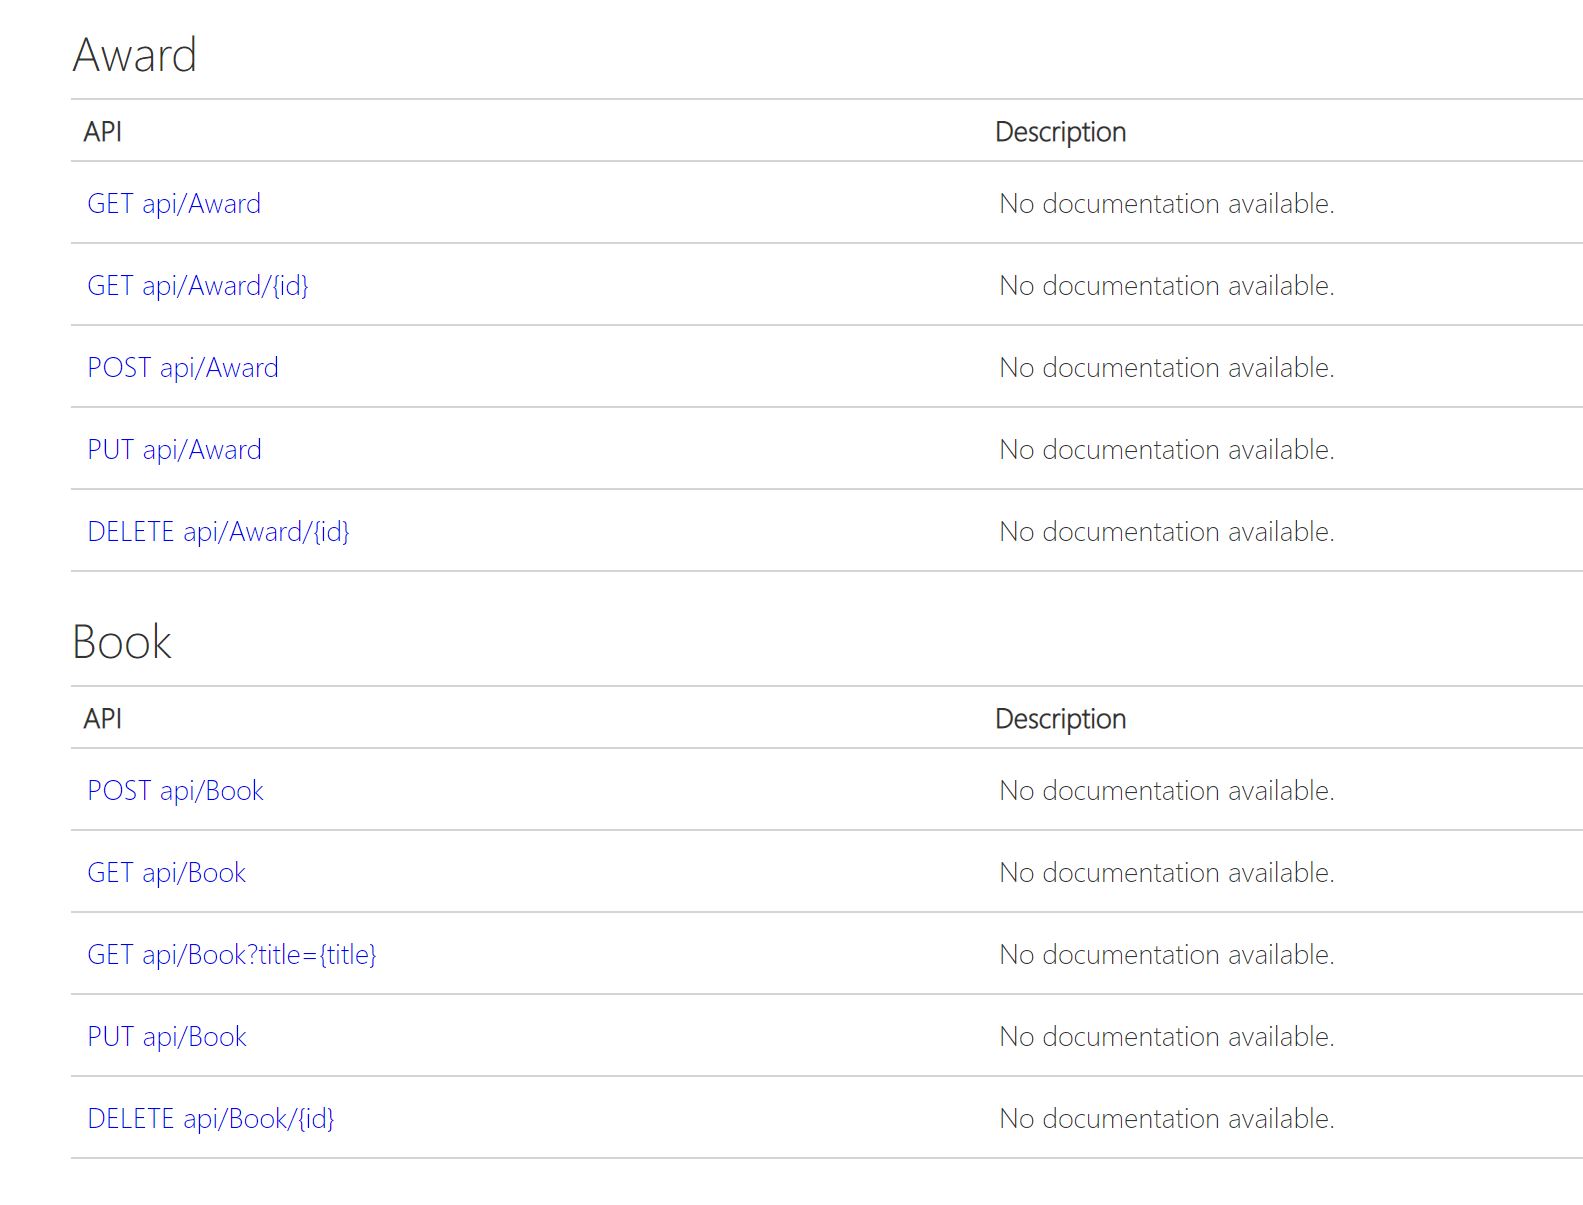 Award
API Description
GET api/Award No documentation available.
GET api/Award/{id} No documentation available.
POST api/Award No documentation available.
PUT api/Award No documentation available.
DELETE api/Award/{id} No documentation available.
Book
API Description
POST api/Book No documentation available.
GET api/Book No documentation available.
GET api/Book?title={title} No documentation available.
PUT api/Book No documentation available.
DELETE api/Book/{id} No documentation available.